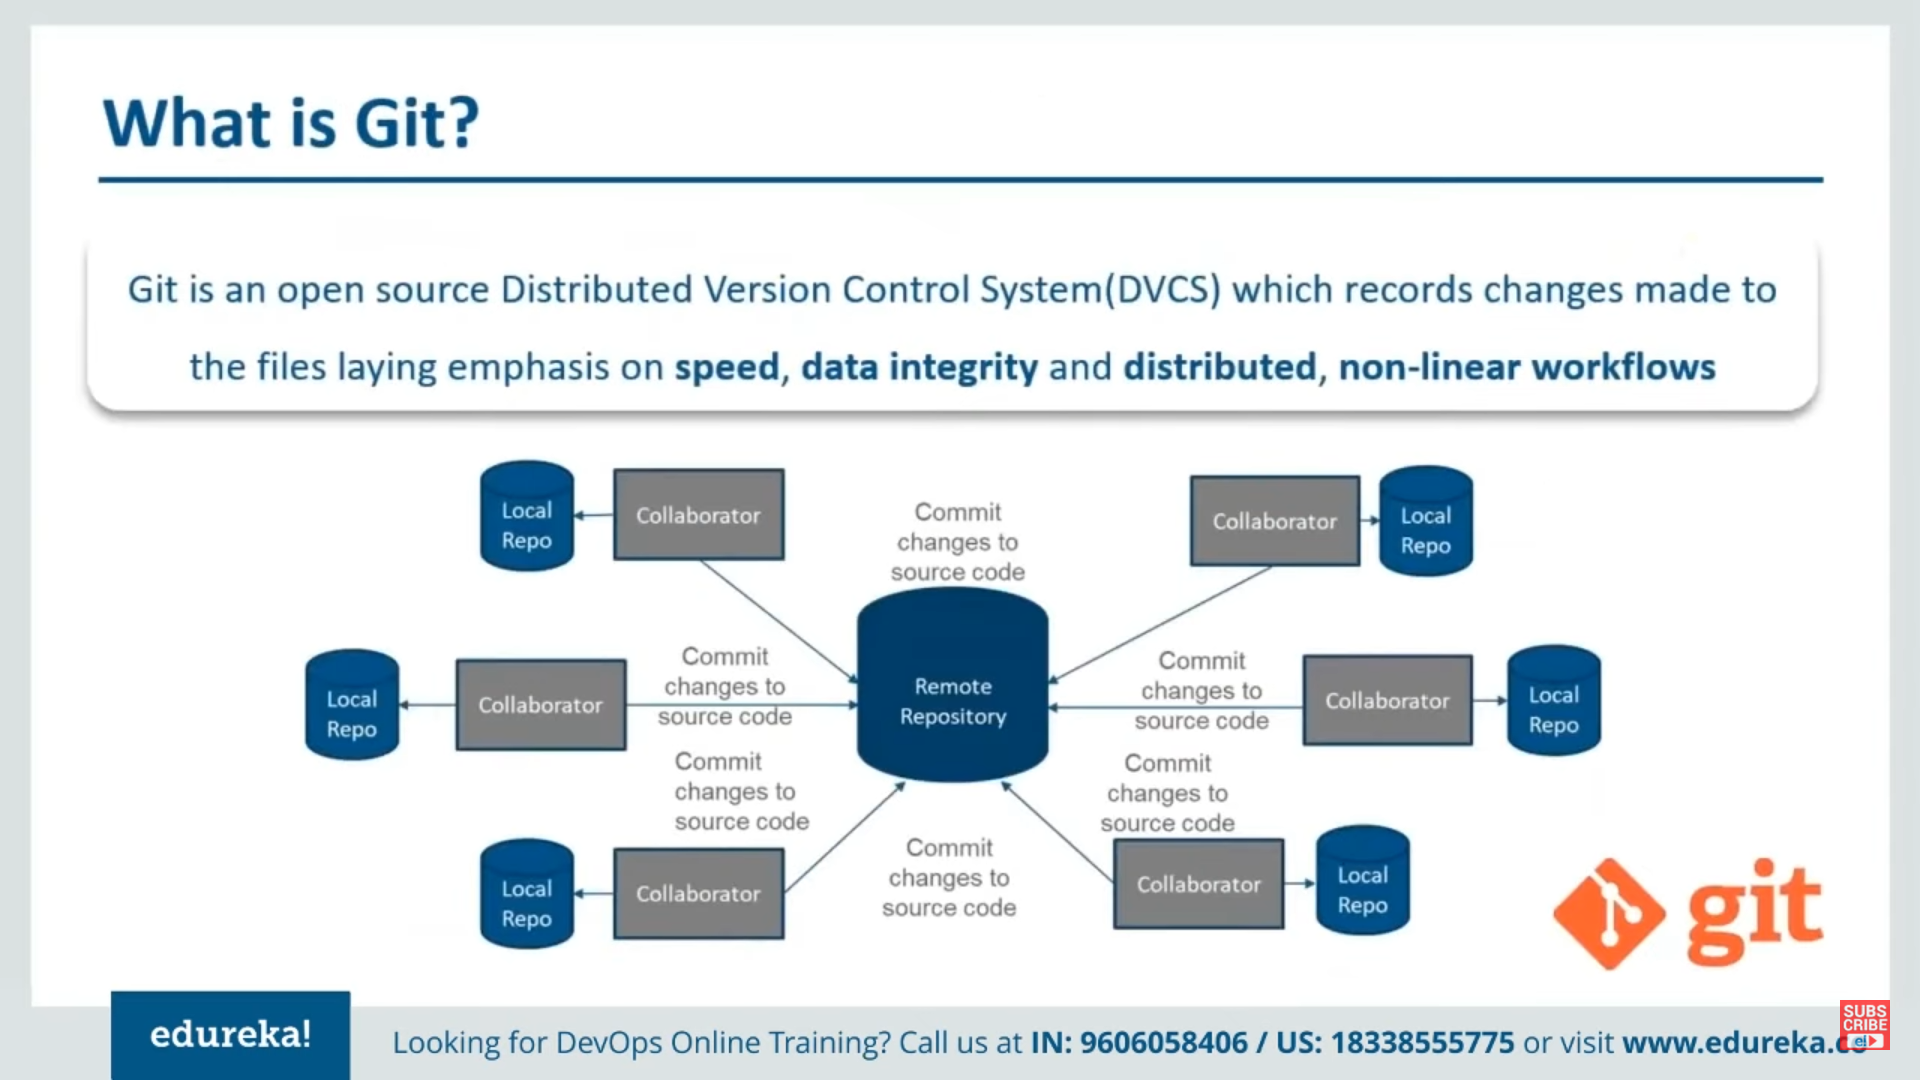 What is Git?
Git is an open source Distributed Version Control System(DVCS) which records changes made to
the files laying emphasis on speed, data integrity and distributed, non-linear workflows
Local
Repo
Collaborator
Commit
changes to
source code
Collaborator
Local
Repo
Local
Repo
Collaborator
Commit
changes to
source code
Remote
Repository
Commit
changes to
source code
Collaborator
Local
Repo
Commit
changes to
source code
Commit
changes to
source code
Local
Repo
Collaborator
Commit
changes to
source code
Collaborator
Local
Repo
git
edureka!
Looking for DevOps Online Training? Call us at IN: 9606058406 / US: 18338555775 or visit www.edureka.co
SUBS
CRIBE
e!